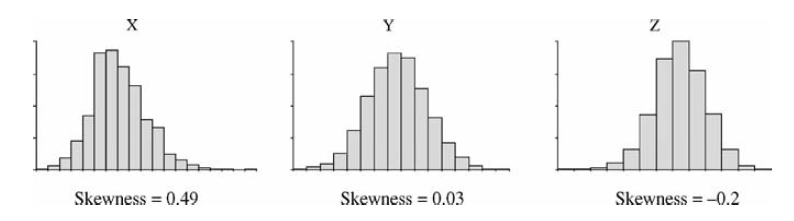 X Y Z
Skewness = 0.49 Skewness = 0.03 Skewness = –0.2